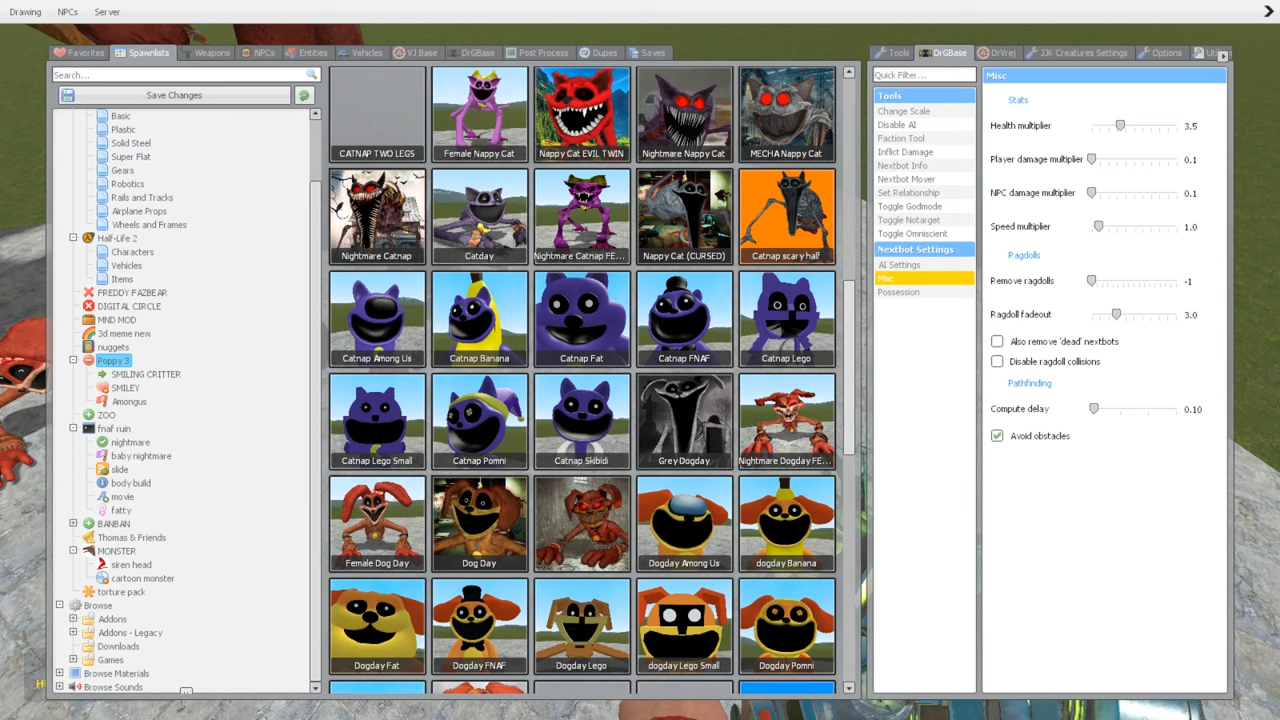 Drawing NPCs Server
Favorites Spawnlists Weapons NPCs Entities Vehicles VJ Base DrGBase Post Process Dupes Saves
Search...
Save Changes
Basic
Plastic
Solid Steel
Super Flat
Gears
Robotics
Rails and Tracks
Airplane Props
Wheels and Frames
Half-Life 2
Characters
Vehicles
Items
FREDDY FAZBEAR
DIGITAL CIRCLE
MND MOD
3d meme new
nuggets
Poppy 3
SMILING CRITTER
SMILEY
Amongus
ZOO
fnaf ruin
nightmare
baby nightmare
slide
body build
movie
fatty
BANBAN
Thomas & Friends
MONSTER
siren head
cartoon monster
torture pack
Browse
Addons
Addons - Legacy
Downloads
Games
Browse Materials
Browse Sounds
CATNAP TWO LEGS Female Nappy Cat Nappy Cat EVIL TWIN Nightmare Nappy Cat MECHA Nappy Cat
Nightmare Catnap Catday Nightmare Catnap FE... Nappy Cat (CURSED) Catnap scary half
Catnap Among Us Catnap Banana Catnap Fat Catnap FNAF Catnap Lego
Catnap Lego Small Catnap Pomni Catnap Skibidi Grey Dogday Nightmare Dogday FE...
Female Dog Day Dog Day Dogday Among Us dogday Banana
Dogday Fat Dogday FNAF Dogday Lego dogday Lego Small Dogday Pomni
Tools DrGBase DrVrej JJK Creatures Settings Options
Quick Filter...
Tools
Change Scale
Disable AI
Faction Tool
Inflict Damage
Nextbot Info
Nextbot Mover
Set Relationship
Toggle Godmode
Toggle Notarget
Toggle Omniscient
Nextbot Settings
AI Settings
Misc
Possession
Misc
Stats
Health multiplier 3.5
Player damage multiplier 0.1
NPC damage multiplier 0.1
Speed multiplier 1.0
Ragdolls
Remove ragdolls -1
Ragdoll fadeout 3.0
Also remove 'dead' nextbots
Disable ragdoll collisions
Pathfinding
Compute delay 0.10
Avoid obstacles